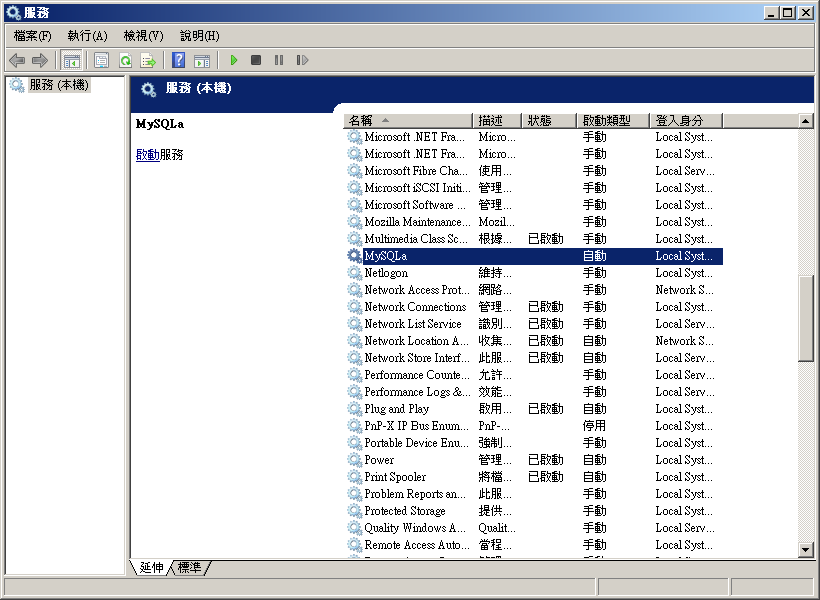 服務
檔案(F) 執行(A) 檢視(V) 說明(H)
服務 (本機)
服務 (本機)
MySQLa
啟動服務
名稱 描述 狀態 啟動類型 登入身分
Microsoft .NET Fra... Micro... 手動 Local Syst...
Microsoft .NET Fra... Micro... 手動 Local Syst...
Microsoft Fibre Cha... 使用... 手動 Local Serv...
Microsoft iSCSI Initi... 管理... 手動 Local Syst...
Microsoft Software ... 管理... 手動 Local Syst...
Mozilla Maintenance... Mozil... 手動 Local Syst...
Multimedia Class Sc... 根據... 已啟動 手動 Local Syst...
MySQLa 自動 Local Syst...
Netlogon 維持... 手動 Local Syst...
Network Access Prot... 網路... 手動 Network S...
Network Connections 管理... 已啟動 手動 Local Syst...
Network List Service 識別... 已啟動 手動 Local Serv...
Network Location A... 收集... 已啟動 自動 Network S...
Network Store Interf... 此服... 已啟動 自動 Local Serv...
Performance Counte... 允許... 手動 Local Serv...
Performance Logs &... 效能... 手動 Local Serv...
Plug and Play 啟用... 已啟動 自動 Local Syst...
PnP-X IP Bus Enum... PnP-... 停用 Local Syst...
Portable Device Enu... 強制... 手動 Local Syst...
Power 管理... 已啟動 自動 Local Syst...
Print Spooler 將檔... 已啟動 自動 Local Syst...
Problem Reports an... 此服... 手動 Local Syst...
Protected Storage 提供... 手動 Local Syst...
Quality Windows A... Qualit... 手動 Local Serv...
Remote Access Auto... 當程... 手動 Local Syst...
延伸 標準